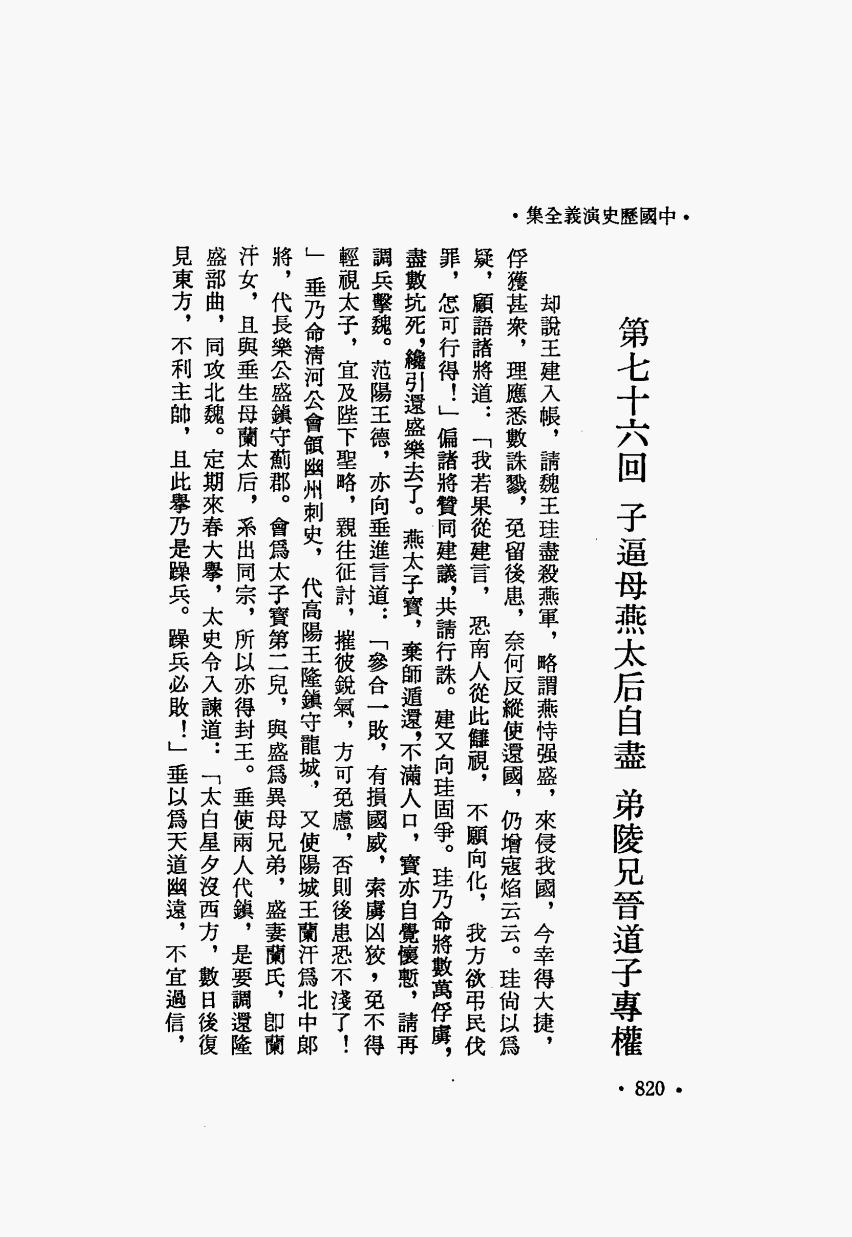 •中國歷史演義全集•
第七十六回 子逼母燕太后自盡 弟陵兄晉道子專權
却說王建入帳，請魏王珪盡殺燕軍，略謂燕恃强盛，來侵我國，今幸得大捷，
俘獲甚衆，理應悉數誅戮，免留後患，奈何反縱使還國，仍增寇焰云云。珪尙以爲
疑，顧語諸將道：「我若果從建言，恐南人從此讎視，不願向化，我方欲弔民伐
罪，怎可行得！」偏諸將贊同建議，共請行誅。建又向珪固爭。珪乃命將數萬俘虜，
盡數坑死，纔引還盛樂去了。燕太子寶，棄師遁還，不滿人口，寶亦自覺懷慙，請再
調兵擊魏。范陽王德，亦向垂進言道：「參合一敗，有損國威，索虜凶狡，免不得
輕視太子，宜及陛下聖略，親往征討，摧彼銳氣，方可免慮，否則後患恐不淺了！
」垂乃命淸河公會領幽州刺史，代高陽王隆鎭守龍城，又使陽城王蘭汗爲北中郞
將，代長樂公盛鎭守薊郡。會爲太子寶第二兒，與盛爲異母兄弟，盛妻蘭氏，卽蘭
汗女，且與垂生母蘭太后，系出同宗，所以亦得封王。垂使兩人代鎭，是要調還隆
盛部曲，同攻北魏。定期來春大擧，太史令入諫道：「太白星夕沒西方，數日後復
見東方，不利主帥，且此擧乃是躁兵。躁兵必敗！」垂以爲天道幽遠，不宜過信，
•820•